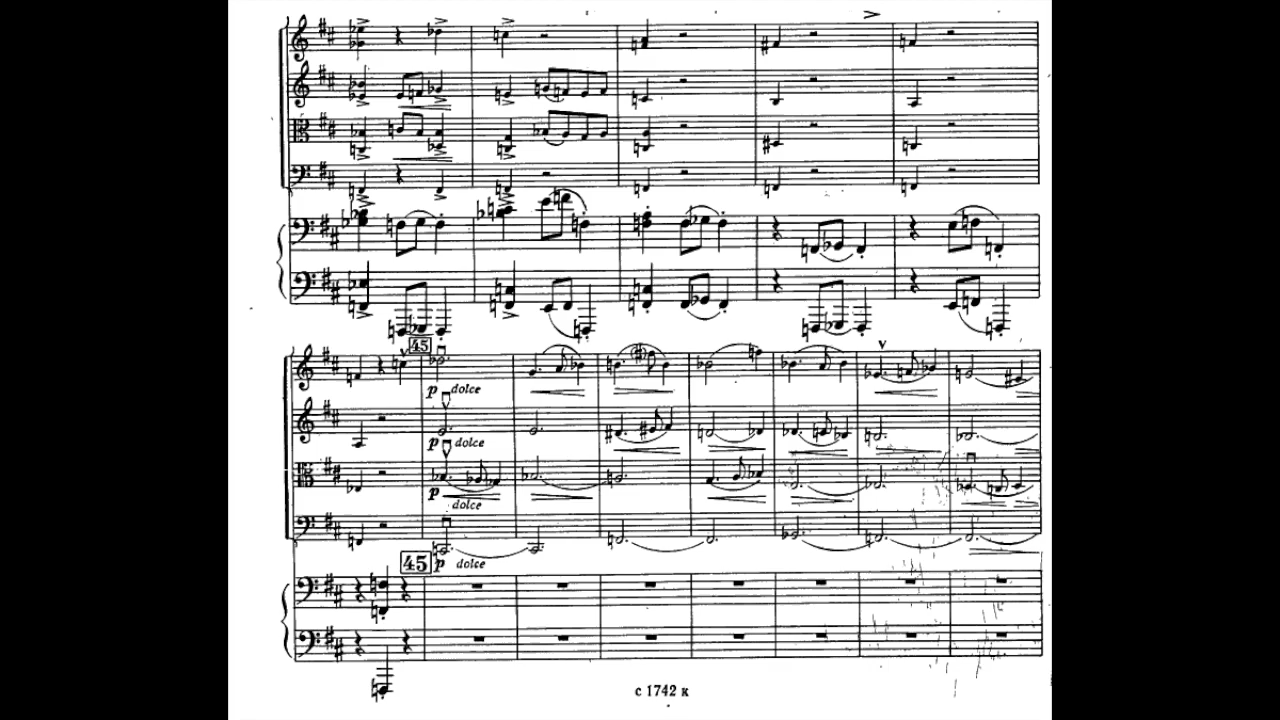 45
p dolce
p dolce
p
dolce
45 p dolce
с 1742 к